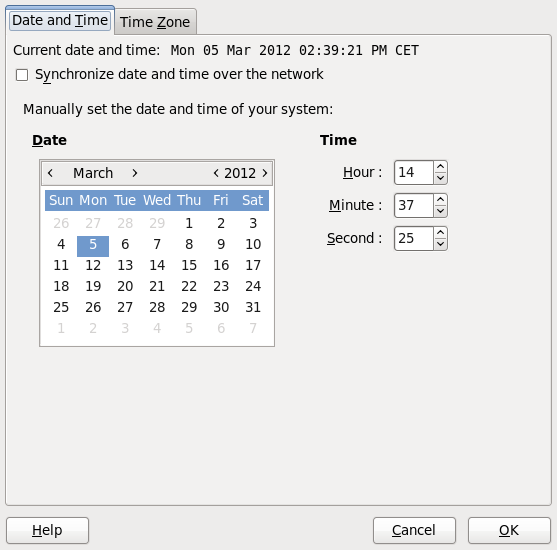 Date and Time Time Zone
Current date and time: Mon 05 Mar 2012 02:39:21 PM CET
Synchronize date and time over the network
Manually set the date and time of your system:
Date Time
< March > < 2012 >
Sun Mon Tue Wed Thu Fri Sat
26 27 28 29 1 2 3
4 5 6 7 8 9 10
11 12 13 14 15 16 17
18 19 20 21 22 23 24
25 26 27 28 29 30 31
1 2 3 4 5 6 7
Hour : 14
Minute : 37
Second : 25
Help Cancel OK